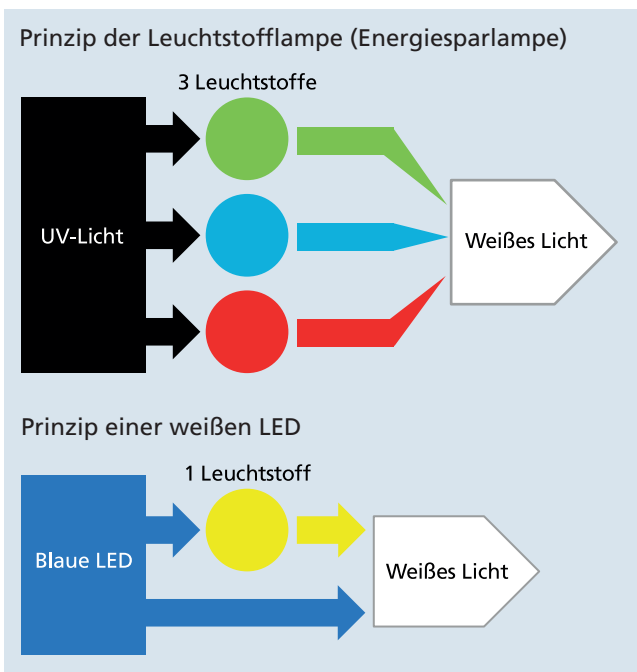 Prinzip der Leuchtstofflampe (Energiesparlampe)
3 Leuchtstoffe
UV-Licht
Weißes Licht
Prinzip einer weißen LED
1 Leuchtstoff
Blaue LED
Weißes Licht